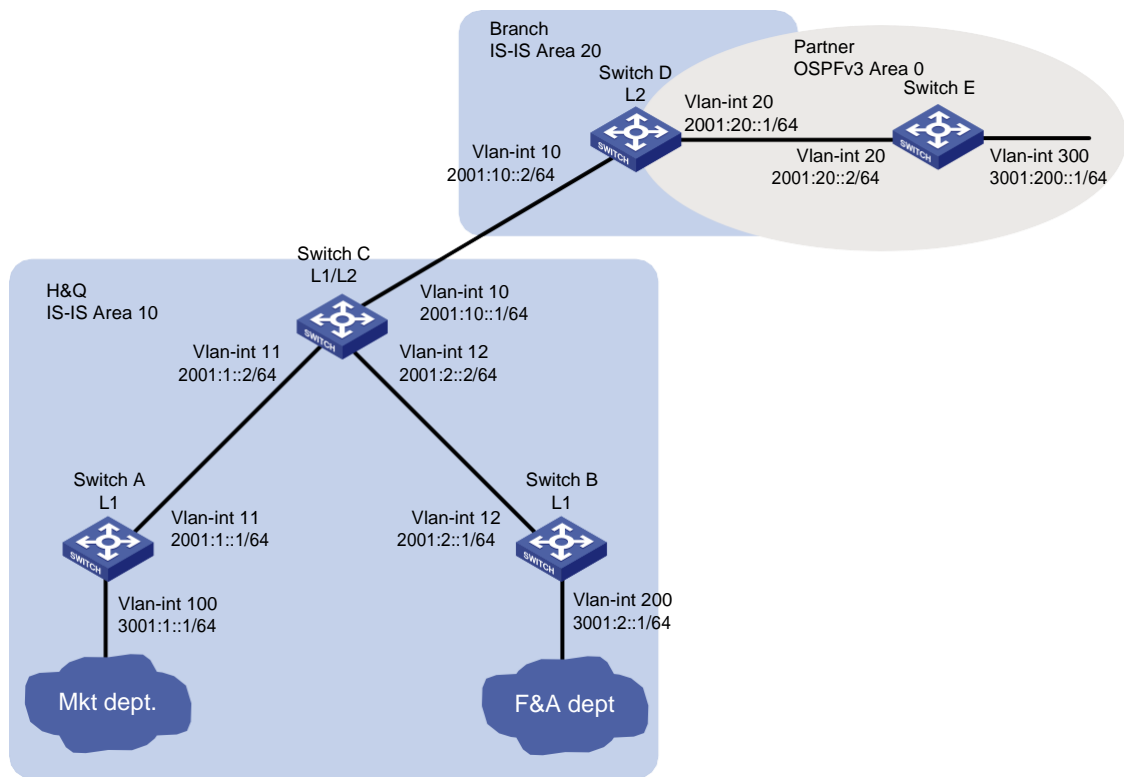 Branch
IS-IS Area 20
Partner
OSPFv3 Area 0
Switch D
L2
Switch E
Vlan-int 20
2001:20::1/64
SWITCH
SWITCH
Vlan-int 10
2001:10::2/64
Vlan-int 20
2001:20::2/64
Vlan-int 300
3001:200::1/64
Switch C
L1/L2
H&Q
IS-IS Area 10
Vlan-int 10
2001:10::1/64
SWITCH
Vlan-int 11
2001:1::2/64
Vlan-int 12
2001:2::2/64
Switch A
L1
Switch B
L1
Vlan-int 11
2001:1::1/64
Vlan-int 12
2001:2::1/64
SWITCH
SWITCH
Vlan-int 100
3001:1::1/64
Vlan-int 200
3001:2::1/64
Mkt dept.
F&A dept